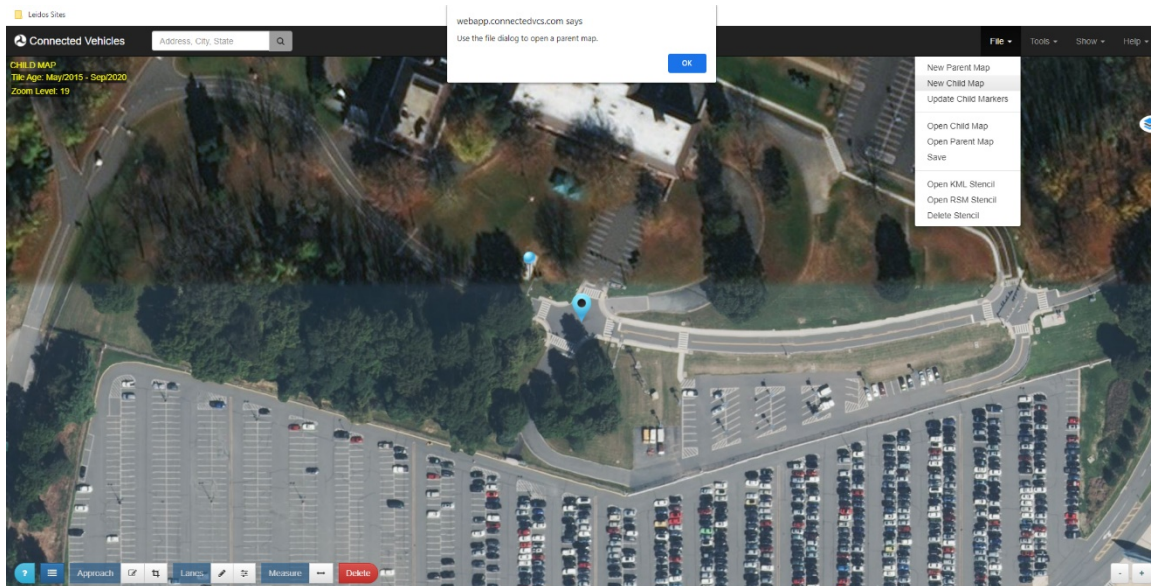 Leidos Sites
webapp.connectedvcs.com says
Use the file dialog to open a parent map.
OK
Connected Vehicles
Address, City, State
File
Tools
Show
Help
CHILD MAP
Tile Age: May/2015 - Sep/2020
Zoom Level: 19
New Parent Map
New Child Map
Update Child Markers
Open Child Map
Open Parent Map
Save
Open KML Stencil
Open RSM Stencil
Delete Stencil
? Approach Lanes Measure Delete - +